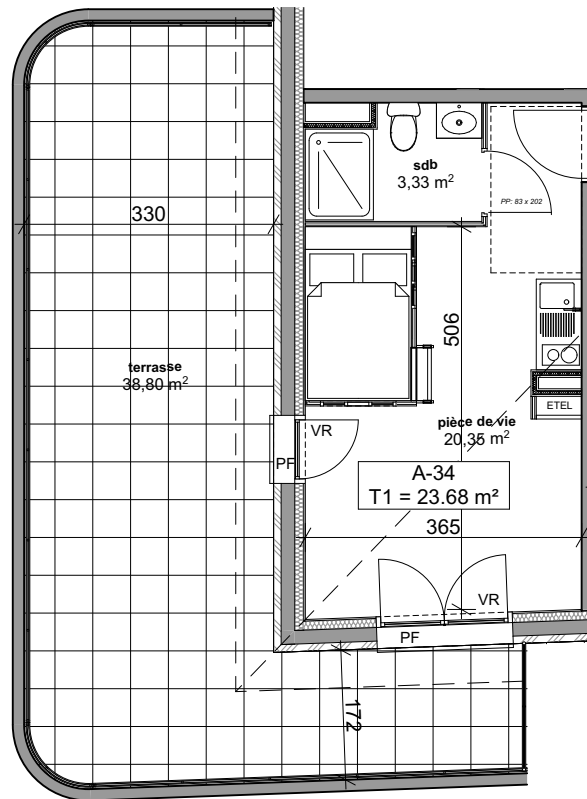 sdb
3,33 m²
PP: 83 x 202
330
506
terrasse
38,80 m²
ETEL
pièce de vie
20,35 m²
VR
PF
A-34
T1 = 23.68 m²
365
VR
PF
172